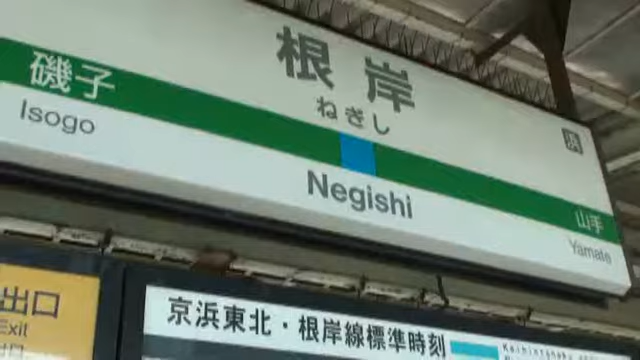 根岸
浜
ねぎし
磯子
山手
Isogo
Negishi
Yamate
出口
Exit
京浜東北・根岸線標準時刻